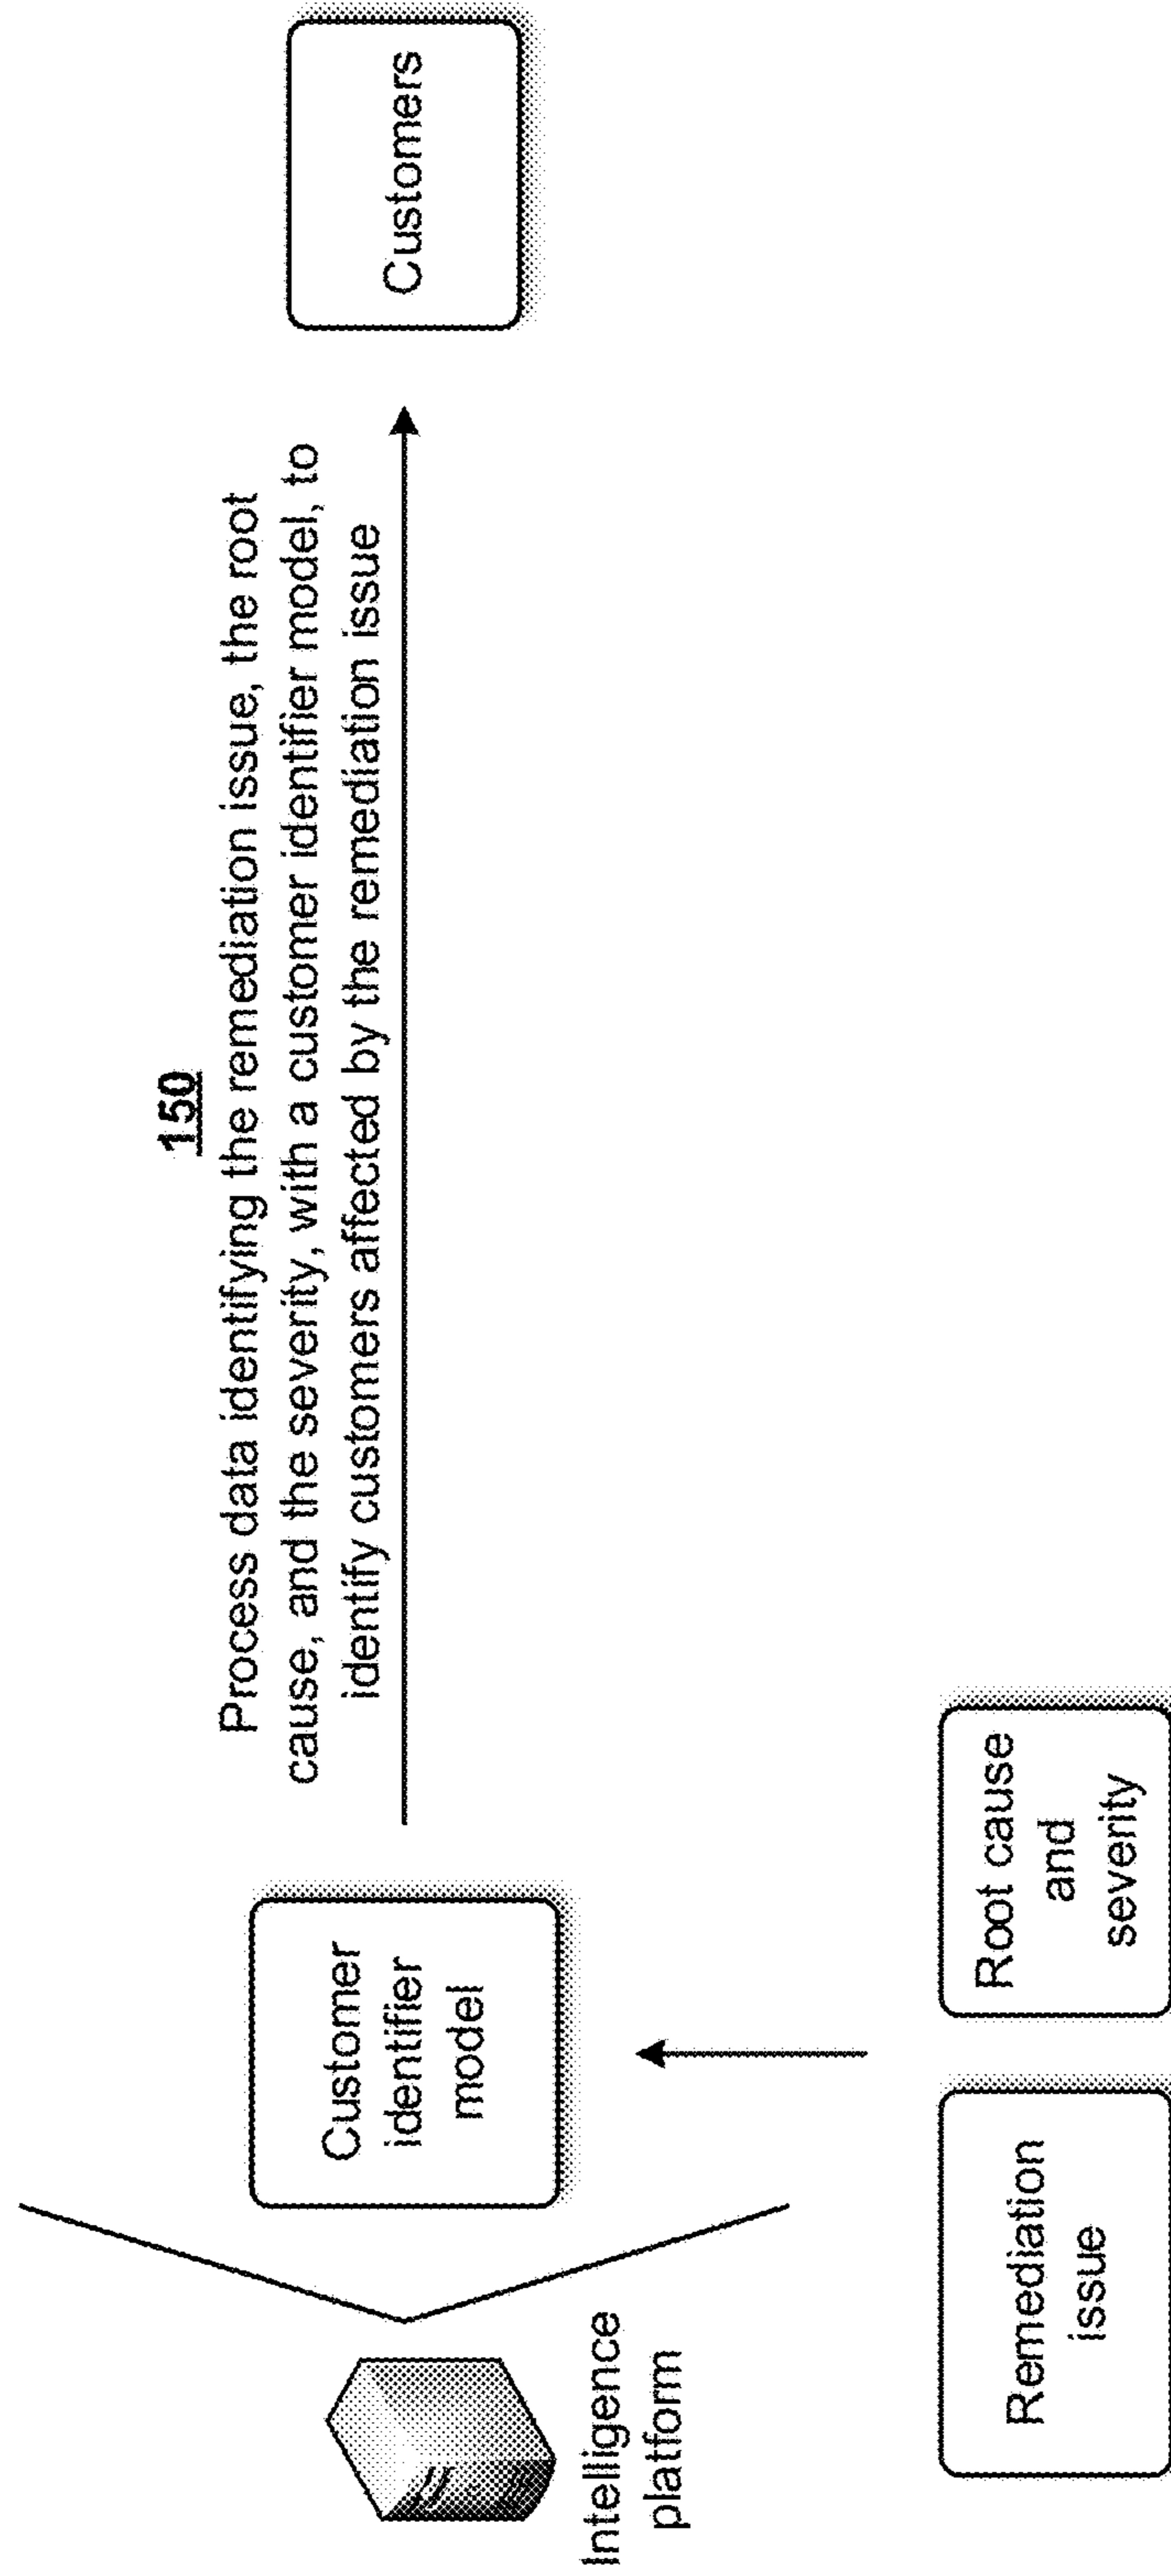 150
Process data identifying the remediation issue, the root
cause, and the severity, with a customer identifier model, to
identify customers affected by the remediation issue
Intelligence
platform
Customer
identifier
model
Customers
Remediation
issue
Root cause
and
severity